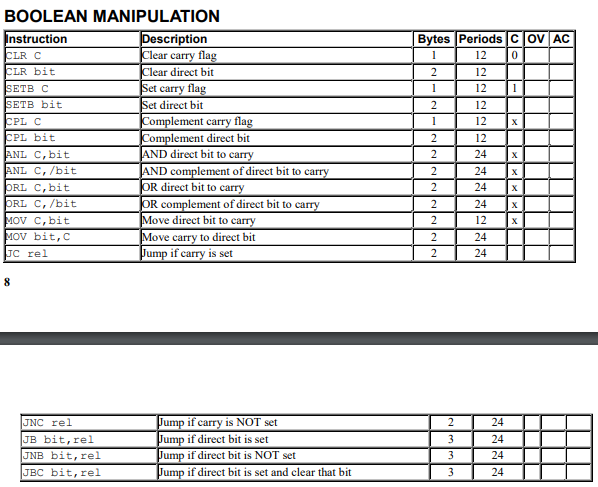 BOOLEAN MANIPULATION
Instruction Description Bytes Periods C OV AC
CLR C Clear carry flag 1 12 0
CLR bit Clear direct bit 2 12
SETB C Set carry flag 1 12 1
SETB bit Set direct bit 2 12
CPL C Complement carry flag 1 12 x
CPL bit Complement direct bit 2 12
ANL C,bit AND direct bit to carry 2 24 x
ANL C,/bit AND complement of direct bit to carry 2 24 x
ORL C,bit OR direct bit to carry 2 24 x
ORL C,/bit OR complement of direct bit to carry 2 24 x
MOV C,bit Move direct bit to carry 2 12 x
MOV bit,C Move carry to direct bit 2 24
JC rel Jump if carry is set 2 24
8
JNC rel Jump if carry is NOT set 2 24
JB bit,rel Jump if direct bit is set 3 24
JNB bit,rel Jump if direct bit is NOT set 3 24
JBC bit,rel Jump if direct bit is set and clear that bit 3 24